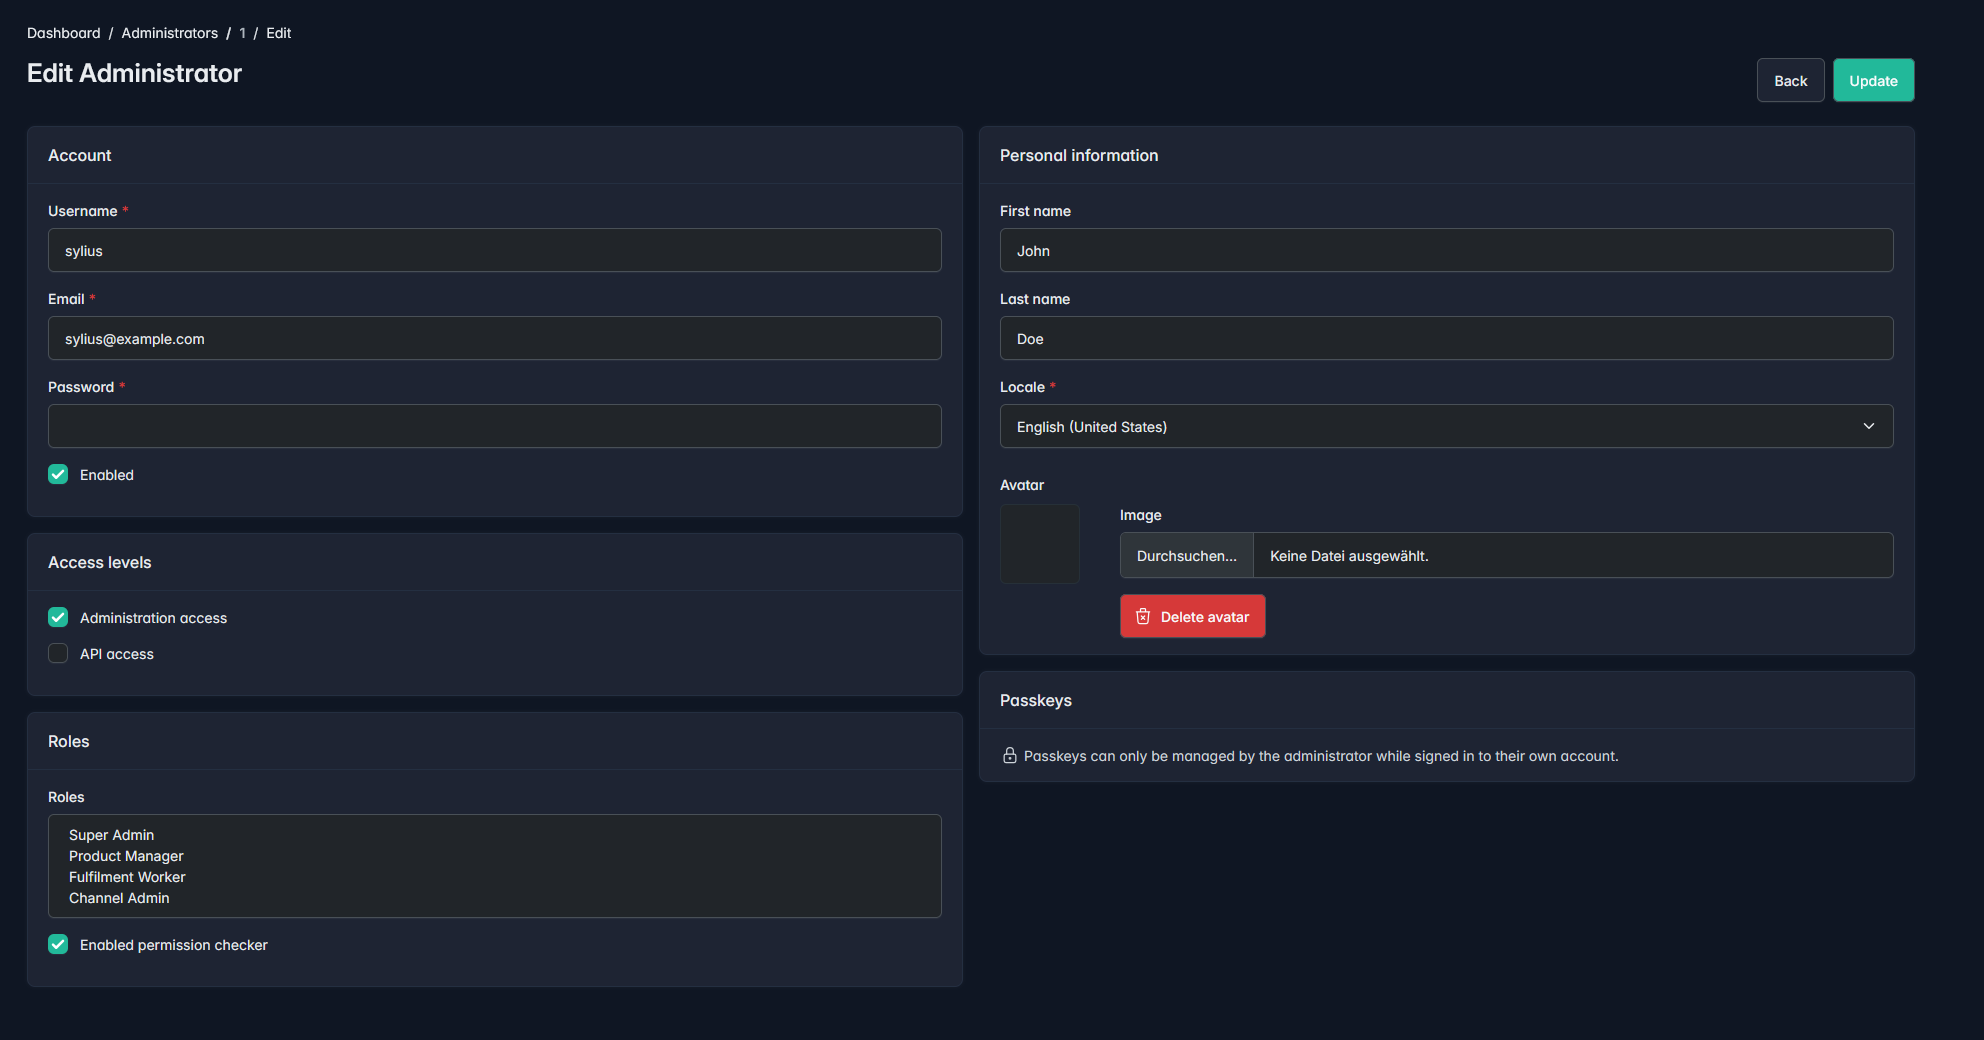 Dashboard / Administrators / 1 / Edit
Edit Administrator
Back
Update
Account
Username *
sylius
Email *
sylius@example.com
Password *
Enabled
Access levels
Administration access
API access
Roles
Roles
Super Admin
Product Manager
Fulfilment Worker
Channel Admin
Enabled permission checker
Personal information
First name
John
Last name
Doe
Locale *
English (United States)
Avatar
Image
Durchsuchen... Keine Datei ausgewählt.
Delete avatar
Passkeys
Passkeys can only be managed by the administrator while signed in to their own account.